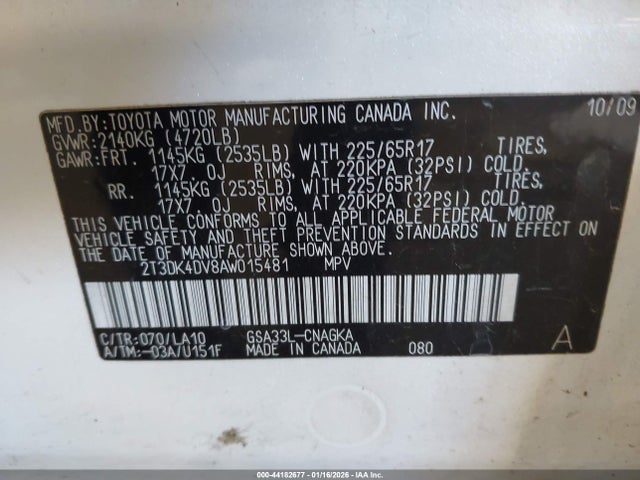 MFD.BY:TOYOTA MOTOR MANUFACTURING CANADA INC. 10/09
GVWR:2140KG (4720LB)
GAWR:FRT. 1145KG (2535LB) WITH 225/65R17 TIRES,
17X7.0J RIMS, AT 220KPA (32PSI) COLD.
RR. 1145KG (2535LB) WITH 225/65R17 TIRES,
17X7.0J RIMS, AT 220KPA (32PSI) COLD.
THIS VEHICLE CONFORMS TO ALL APPLICABLE FEDERAL MOTOR
VEHICLE SAFETY AND THEFT PREVENTION STANDARDS IN EFFECT ON
THE DATE OF MANUFACTURE SHOWN ABOVE.
2T3DK4DV8AW015481 MPV
C/TR:070/LA10 GSA33L-CNAGKA
A/TM:-03A/U151F MADE IN CANADA 080 A
000-44182677 - 01/16/2026 - IAA Inc.